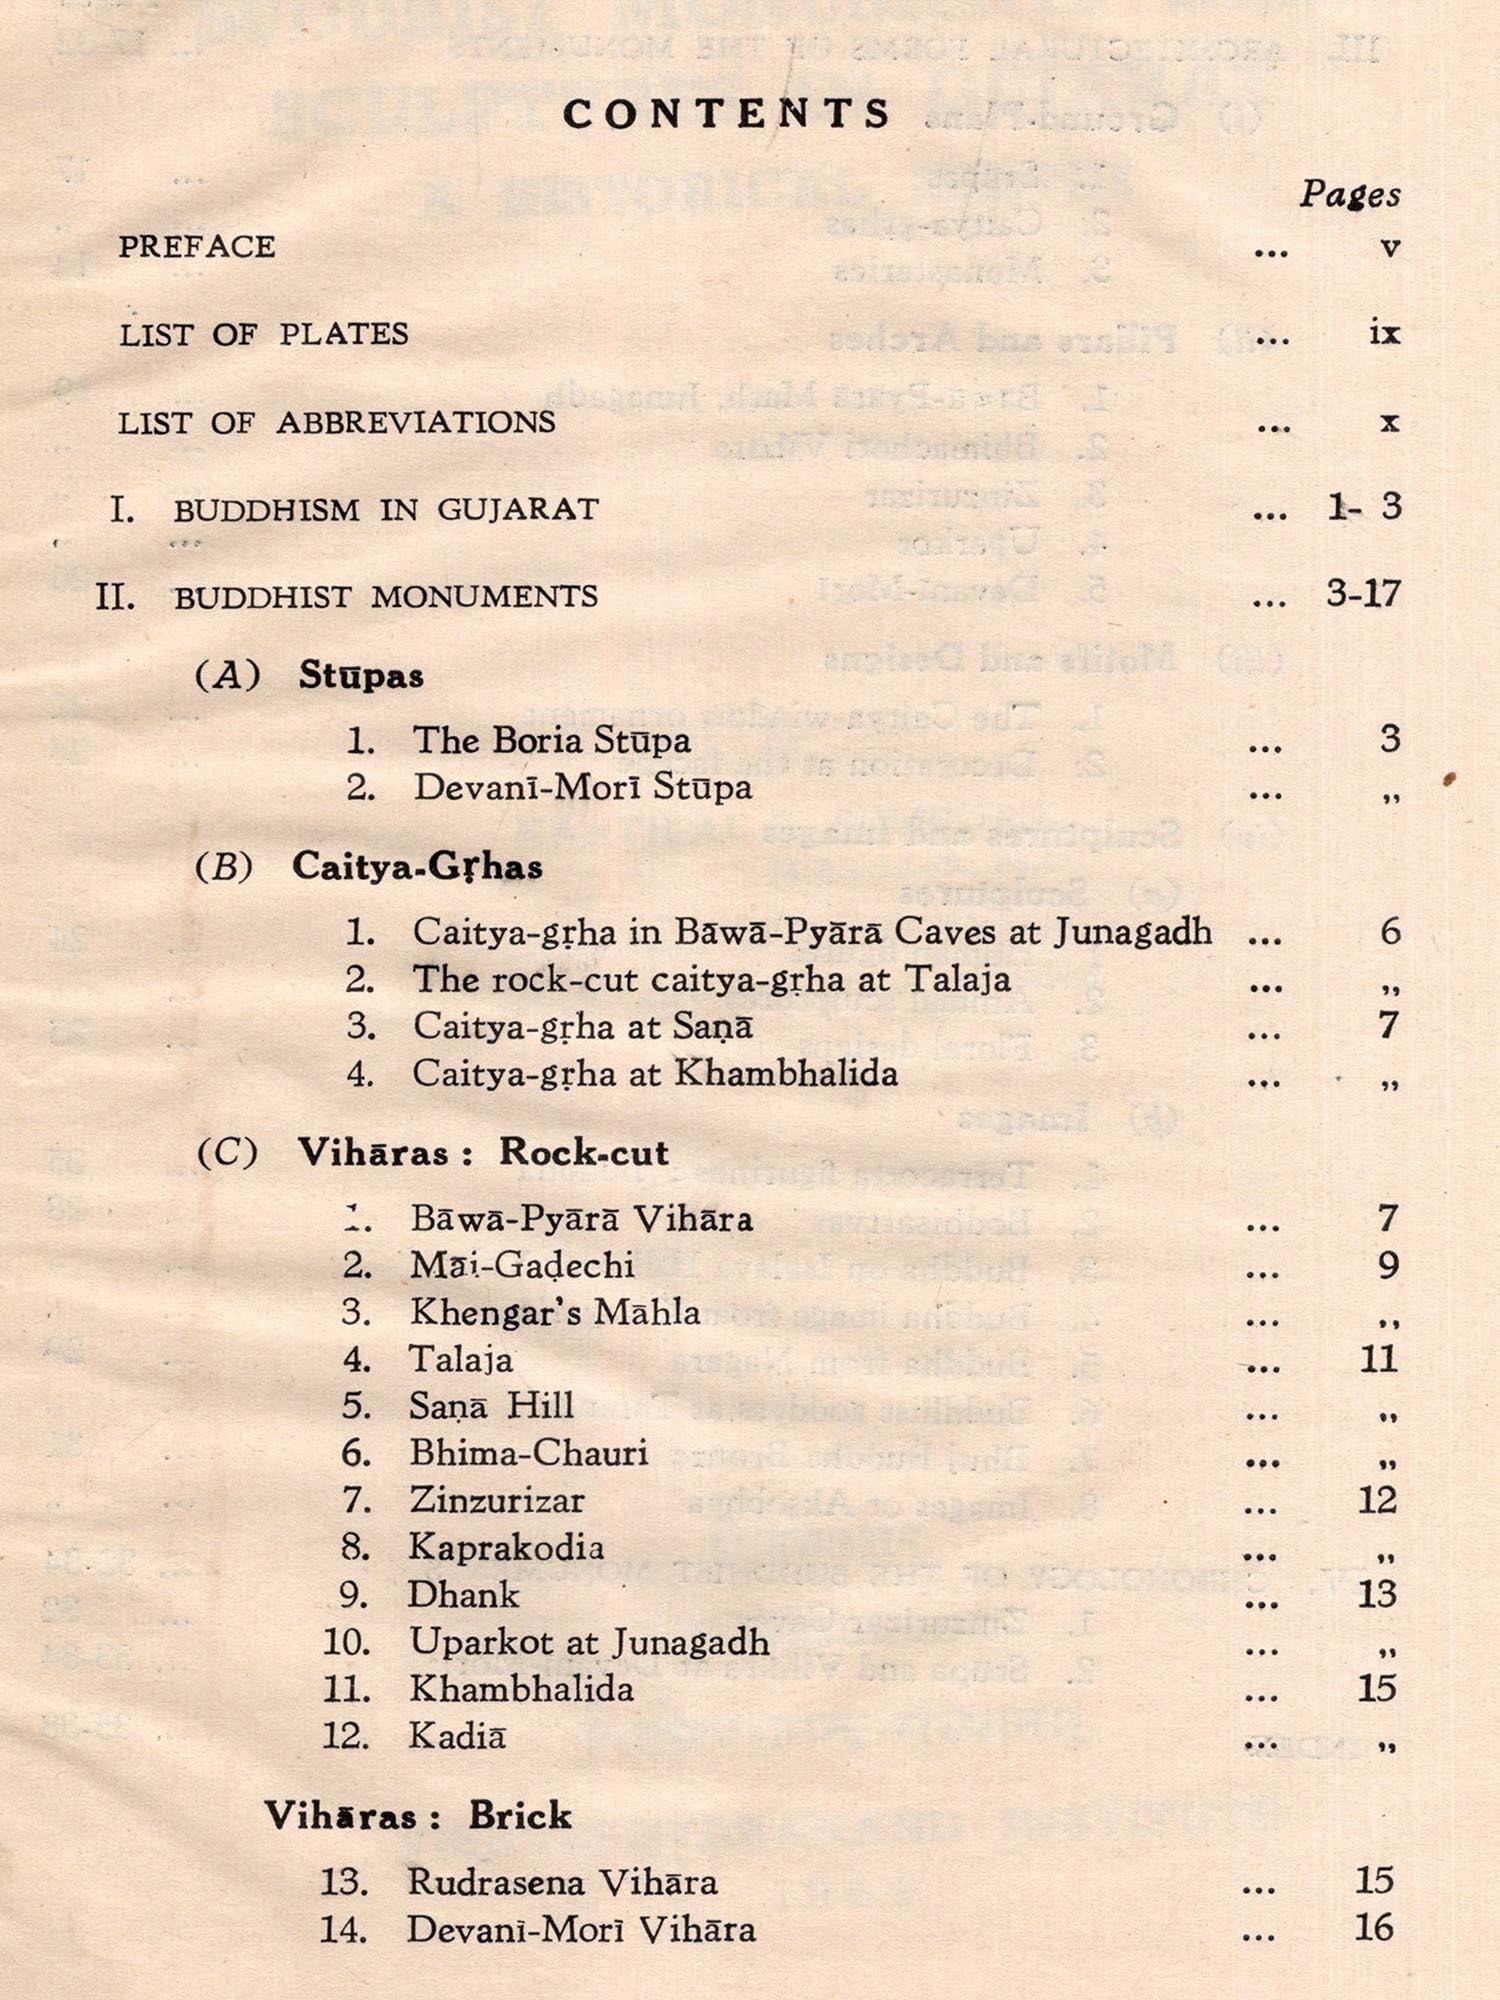 CONTENTS
Pages
PREFACE ... v
LIST OF PLATES ... ix
LIST OF ABBREVIATIONS ... x
I. BUDDHISM IN GUJARAT ... 1- 3
II. BUDDHIST MONUMENTS ... 3-17
(A) Stūpas
1. The Boria Stūpa ... 3
2. Devanī-Morī Stūpa ... ,,
(B) Caitya-Gṛhas
1. Caitya-gṛha in Bāwā-Pyārā Caves at Junagadh ... 6
2. The rock-cut caitya-gṛha at Talaja ... ,,
3. Caitya-gṛha at Saṇā ... 7
4. Caitya-gṛha at Khambhalida ... ,,
(C) Vihāras : Rock-cut
1. Bāwā-Pyārā Vihāra ... 7
2. Māi-Gaḍechi ... 9
3. Khengar's Māhla ... ,,
4. Talaja ... 11
5. Saṇā Hill ... ,,
6. Bhima-Chauri ... ,,
7. Zinzurizar ... 12
8. Kaprakodia ... ,,
9. Dhank ... 13
10. Uparkot at Junagadh ... ,,
11. Khambhalida ... 15
12. Kadiā ... ,,
Vihāras : Brick
13. Rudrasena Vihāra ... 15
14. Devanī-Morī Vihāra ... 16